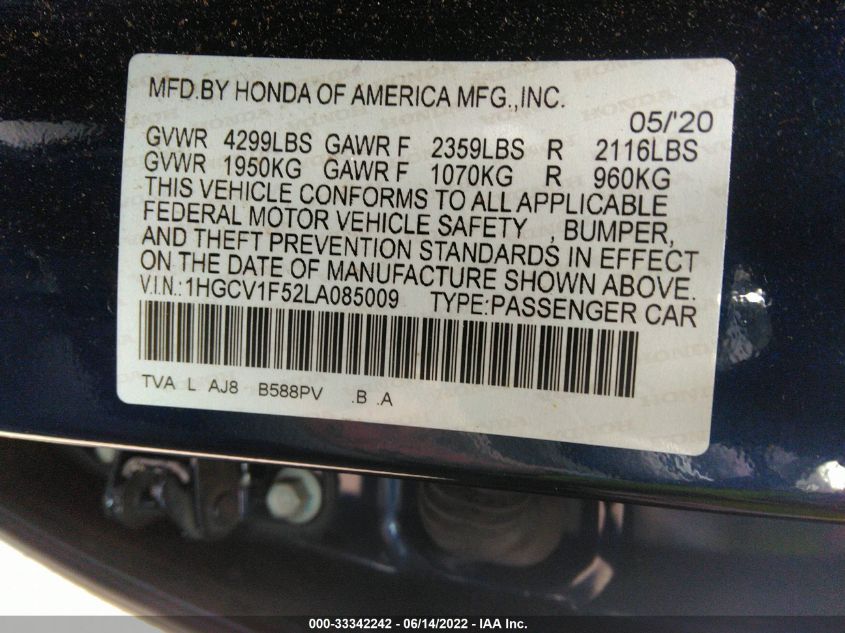 MFD.BY HONDA OF AMERICA MFG.,INC.
05/'20
GVWR 4299LBS GAWR F 2359LBS R 2116LBS
GVWR 1950KG GAWR F 1070KG R 960KG
THIS VEHICLE CONFORMS TO ALL APPLICABLE
FEDERAL MOTOR VEHICLE SAFETY , BUMPER,
AND THEFT PREVENTION STANDARDS IN EFFECT
ON THE DATE OF MANUFACTURE SHOWN ABOVE.
V.I.N.:1HGCV1F52LA085009 TYPE:PASSENGER CAR
TVA L AJ8 B588PV .B .A
000-33342242 - 06/14/2022 - IAA Inc.